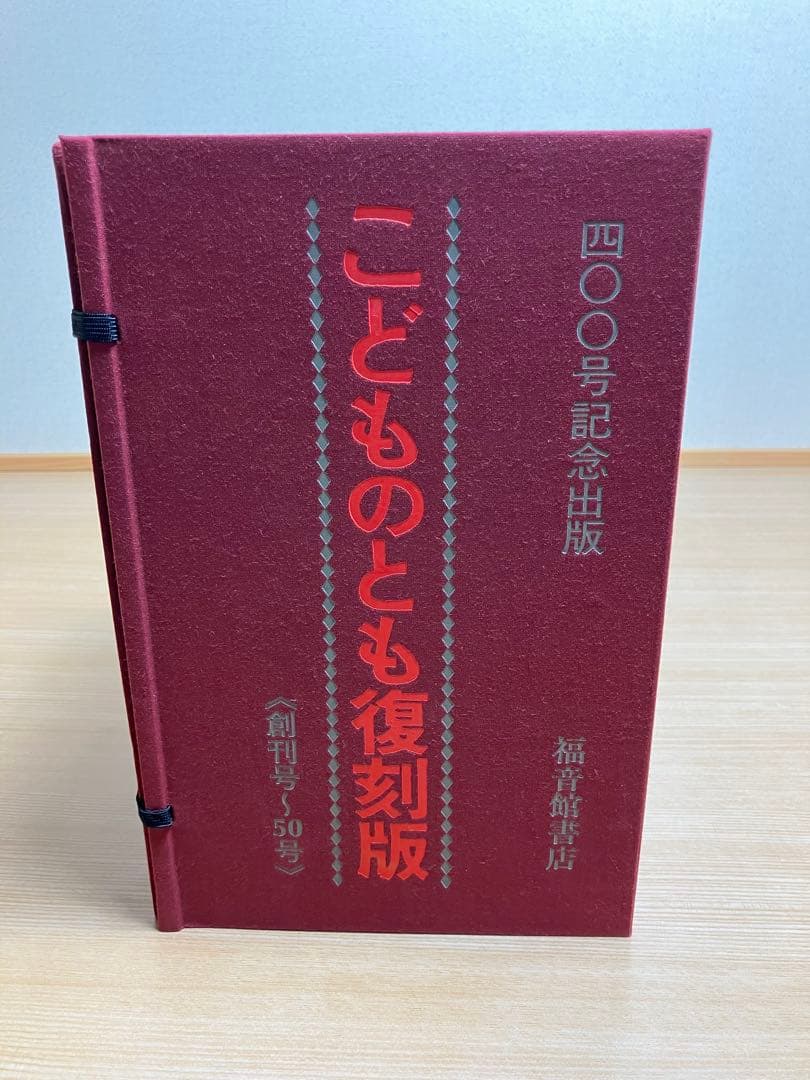 四〇〇号記念出版
こどものとも復刻版
《創刊号～50号》
福音館書店